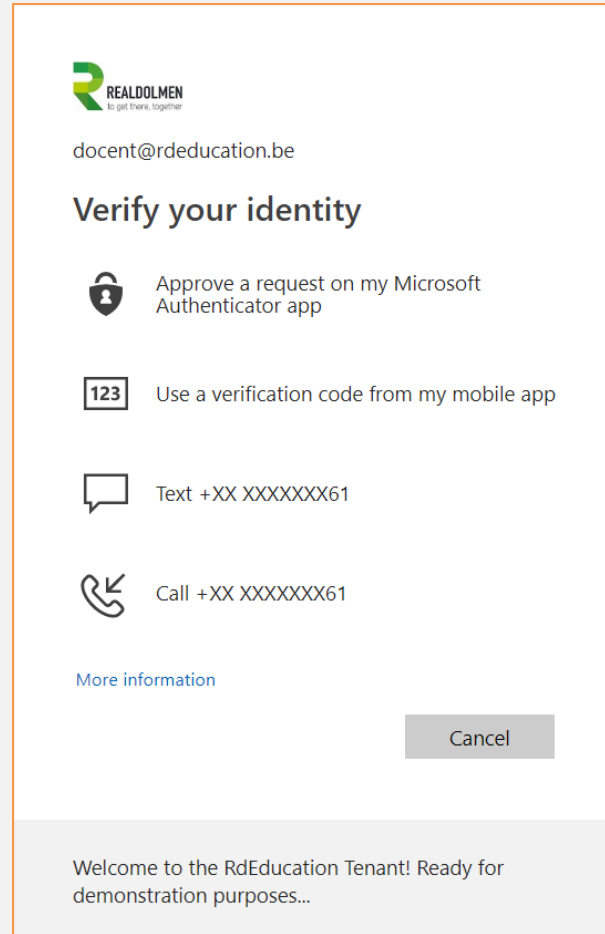 REALDOLMEN
to get there, together
docent@rdeducation.be
Verify your identity
Approve a request on my Microsoft
Authenticator app
123
Use a verification code from my mobile app
Text +XX XXXXXXX61
Call +XX XXXXXXX61
More information
Cancel
Welcome to the RdEducation Tenant! Ready for
demonstration purposes...